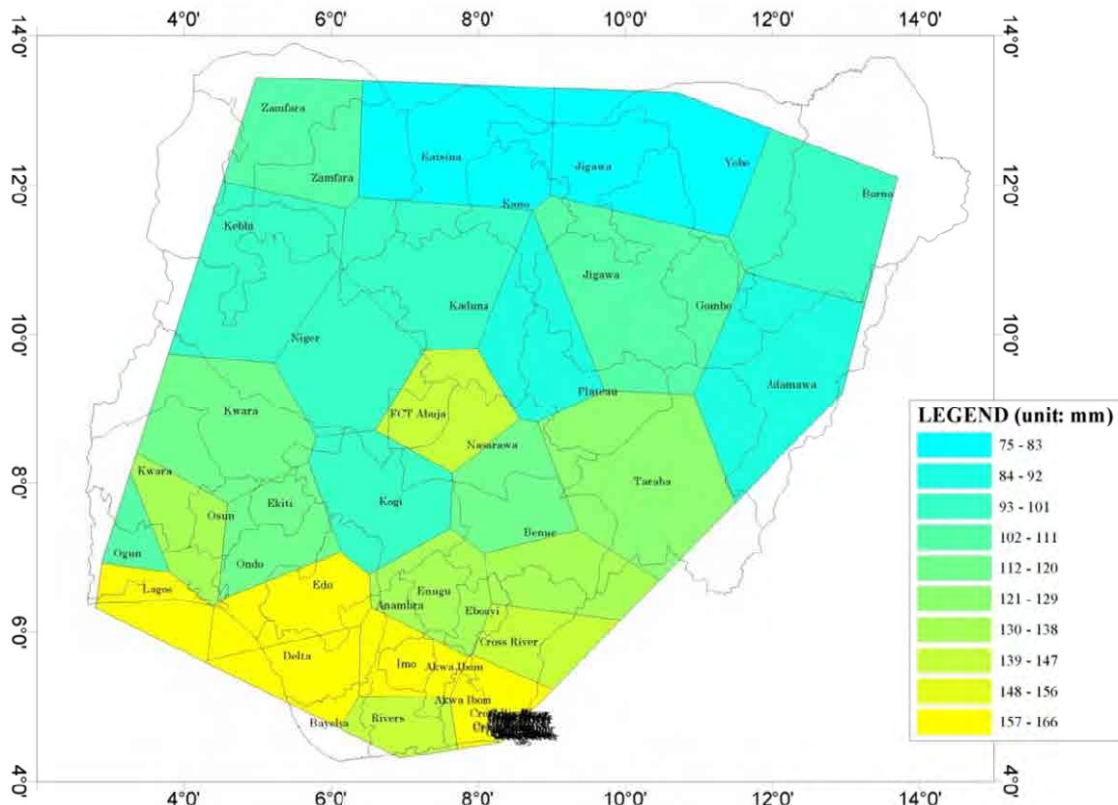 4°0' 6°0' 8°0' 10°0' 12°0' 14°0'
14°0' 14°0'
Zamfara
Katsina Jigawa Yobe
Zamfara
12°0' 12°0'
Borno
Kano
Kebbi
Jigawa
Gombe
Kaduna
10°0' 10°0'
Niger
Plateau Adamawa
Kwara FCT Abuja
Nasarawa
LEGEND (unit: mm)
75 - 83
84 - 92
93 - 101
102 - 111
112 - 120
121 - 129
130 - 138
139 - 147
148 - 156
157 - 166
8°0' 8°0'
Kwara
Taraba
Kogi
Ekiti
Osun
Benue
Ogun
Ondo
Lagos Edo Enugu
Anambra Ebonyi
6°0' 6°0'
Cross River
Delta Imo Akwa Ibom
Akwa Ibom
Bayelsa Rivers
4°0' 4°0'
4°0' 6°0' 8°0' 10°0' 12°0' 14°0'